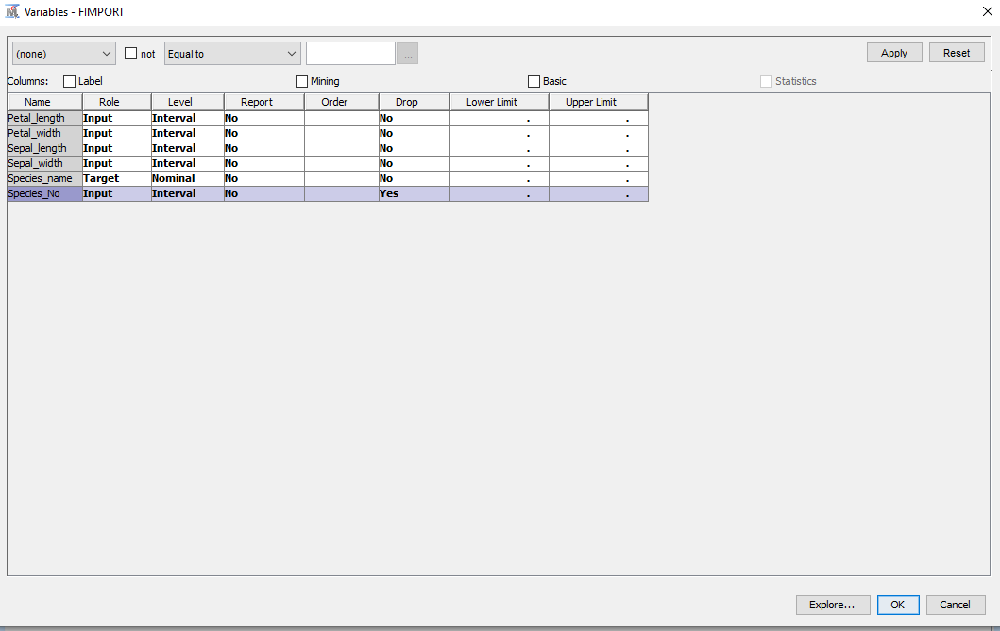 Variables - FIMPORT
(none) not Equal to ... Apply Reset
Columns: Label Mining Basic Statistics
Name Role Level Report Order Drop Lower Limit Upper Limit
Petal_length Input Interval No No . .
Petal_width Input Interval No No . .
Sepal_length Input Interval No No . .
Sepal_width Input Interval No No . .
Species_name Target Nominal No No . .
Species_No Input Interval No Yes . .
Explore... OK Cancel